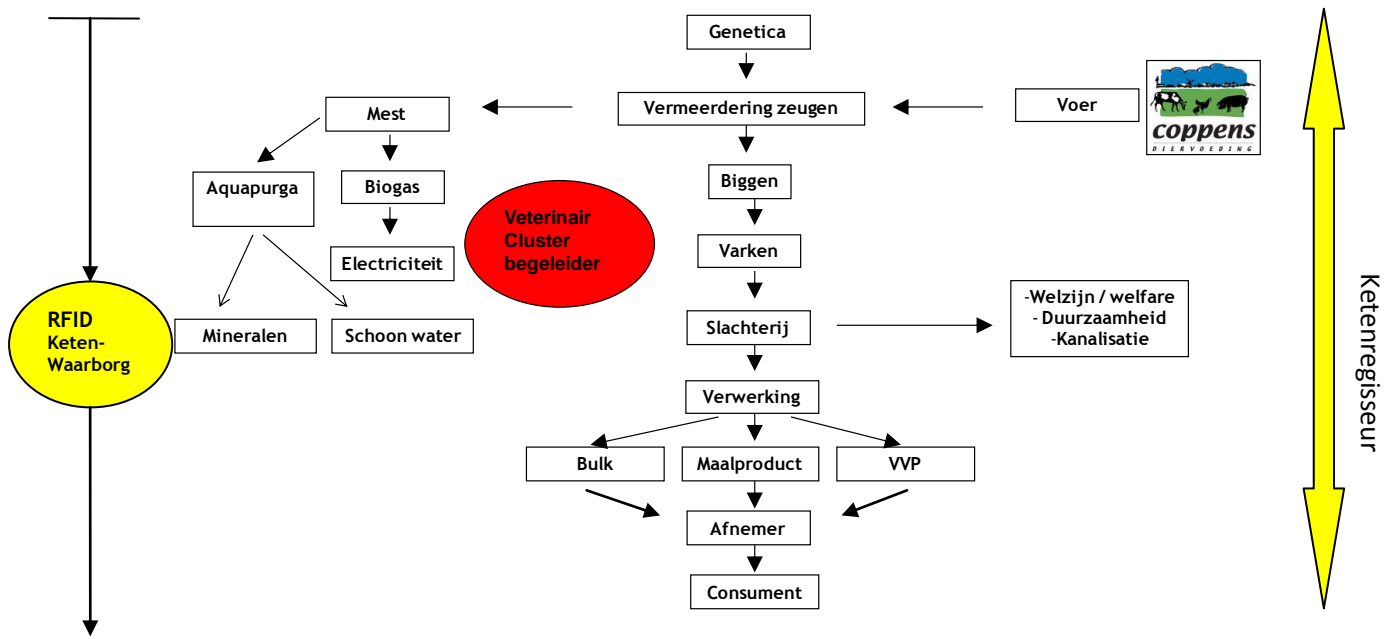 Genetica
Mest
Vermeerdering zeugen
Voer
coppens
DIERVOEDING
Aquapurga
Biogas
Biggen
Veterinair
Cluster
begeleider
Electriciteit
Varken
RFID
Keten-
Waarborg
Mineralen
Schoon water
Slachterij
-Welzijn / welfare
- Duurzaamheid
-Kanalisatie
Ketenregisseur
Verwerking
Bulk
Maalproduct
VVP
Afnemer
Consument